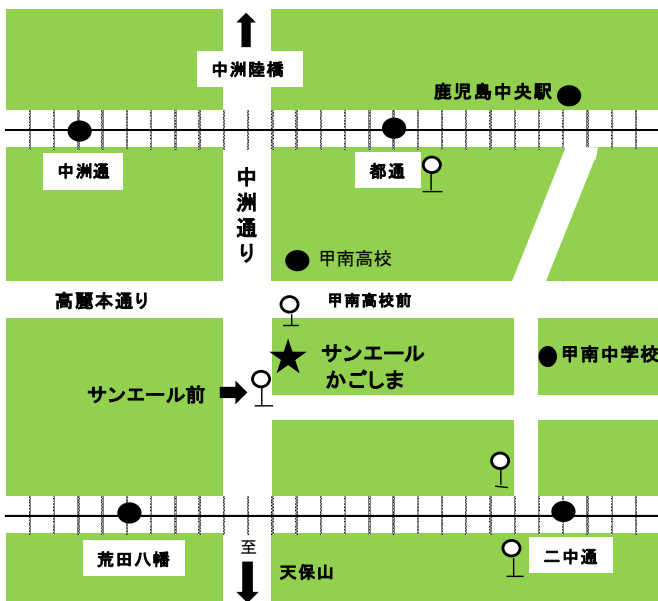 中洲陸橋
鹿児島中央駅
中洲通
都通
中洲通り
甲南高校
高麗本通り
甲南高校前
サンエール
かごしま
甲南中学校
サンエール前
荒田八幡
二中通
至
天保山